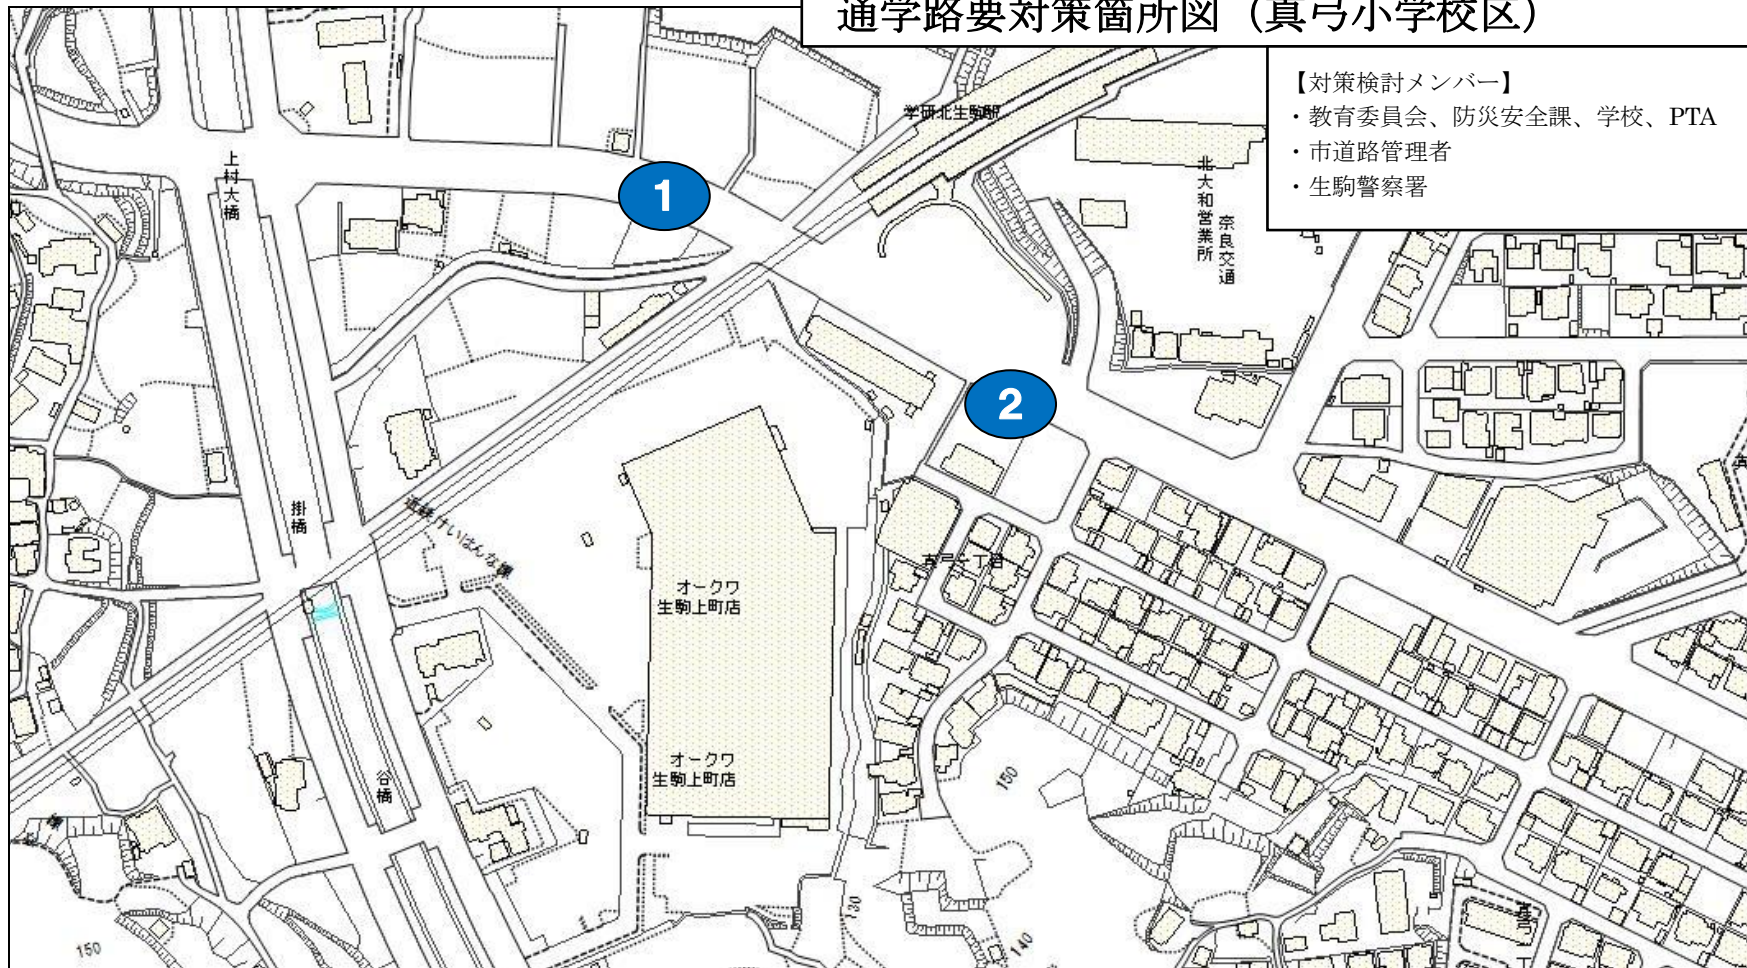 通学路要対策箇所図（真弓小学校区）
【対策検討メンバー】
・教育委員会、防災安全課、学校、PTA
・市道路管理者
・生駒警察署
学研北生駒駅
上村大橋
1
北大和営業所
奈良交通
2
掛橋
近鉄けいはんな線
真弓一丁目
オークワ
生駒上町店
オークワ
生駒上町店
谷橋
150
130
140
150